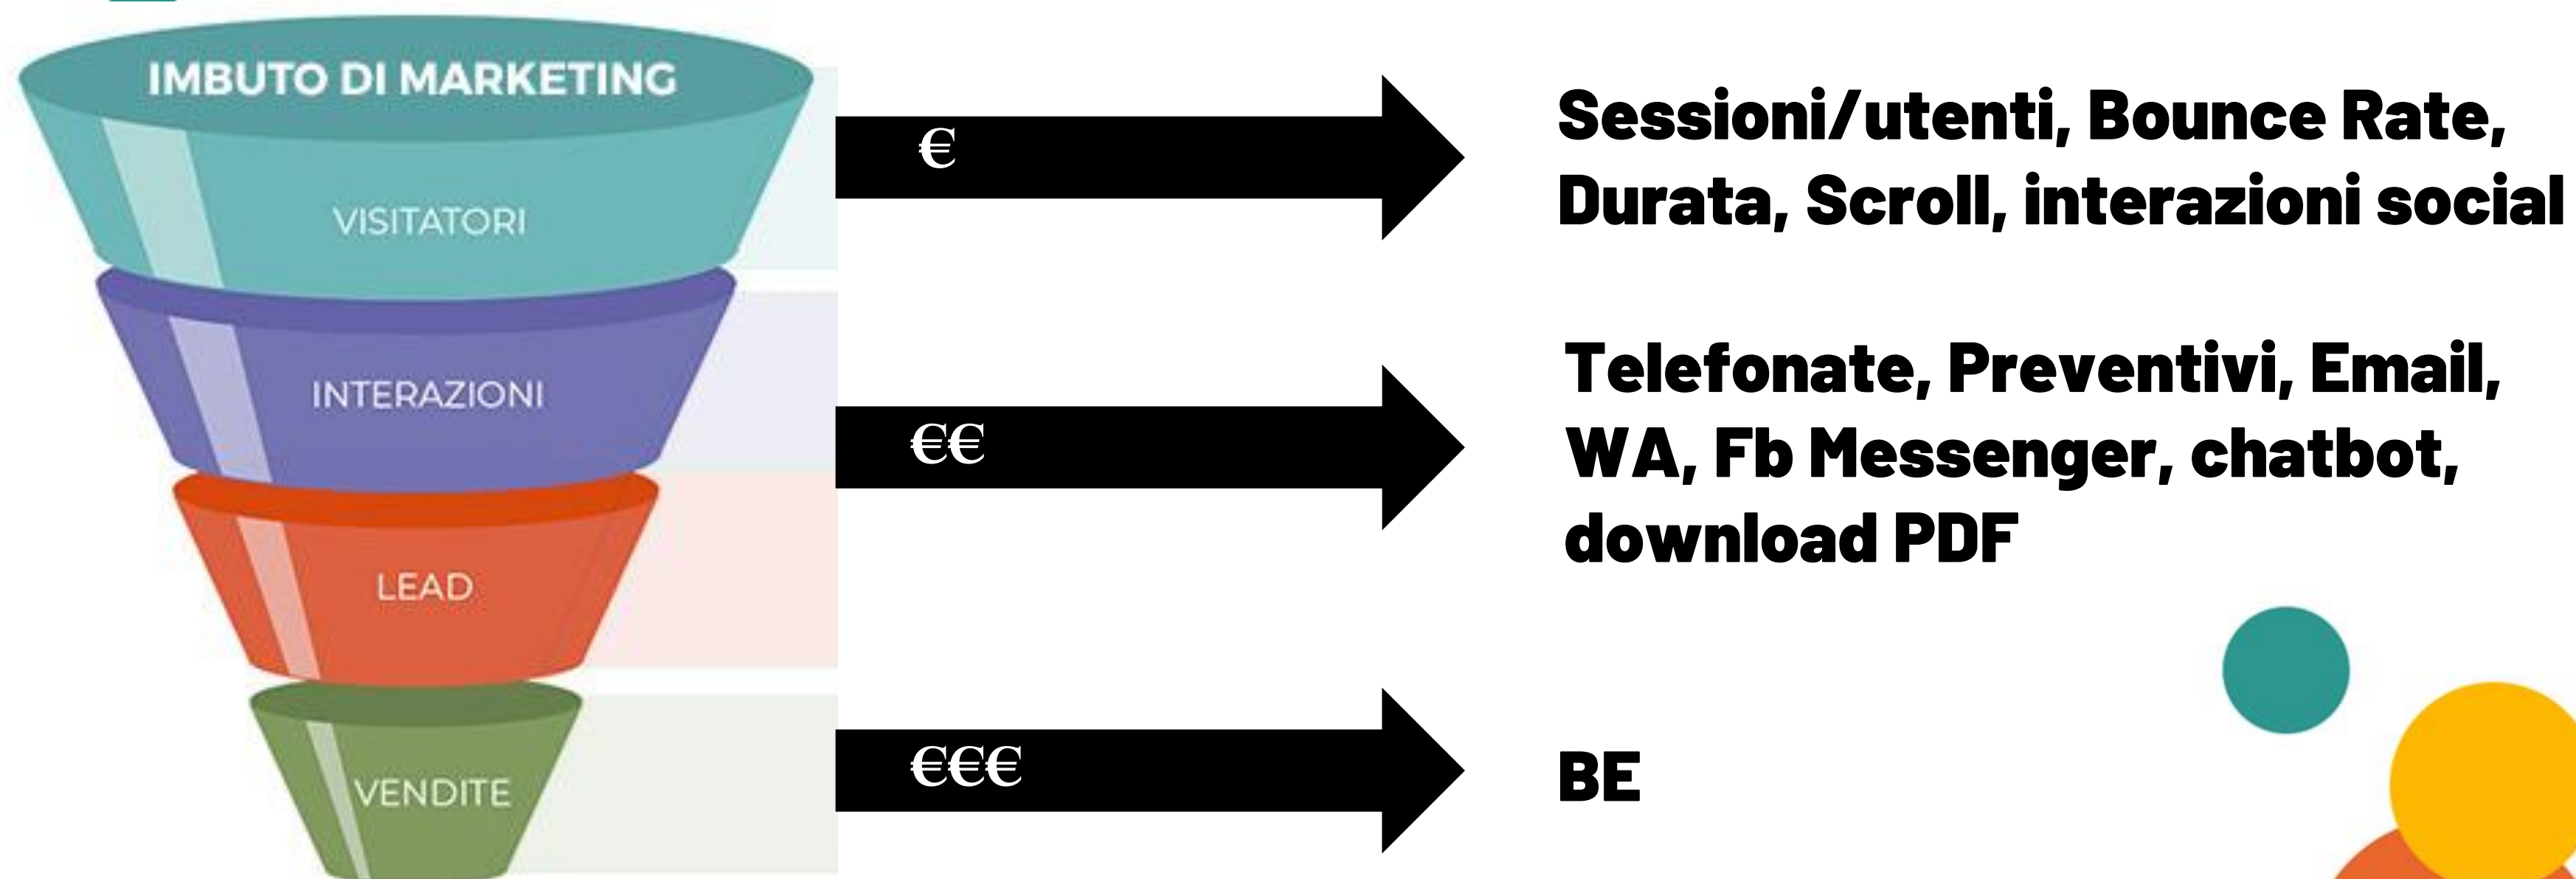 IMBUTO DI MARKETING
VISITATORI
INTERAZIONI
LEAD
VENDITE
€
Sessioni/utenti, Bounce Rate,
Durata, Scroll, interazioni social
€€
Telefonate, Preventivi, Email,
WA, Fb Messenger, chatbot,
download PDF
€€€
BE